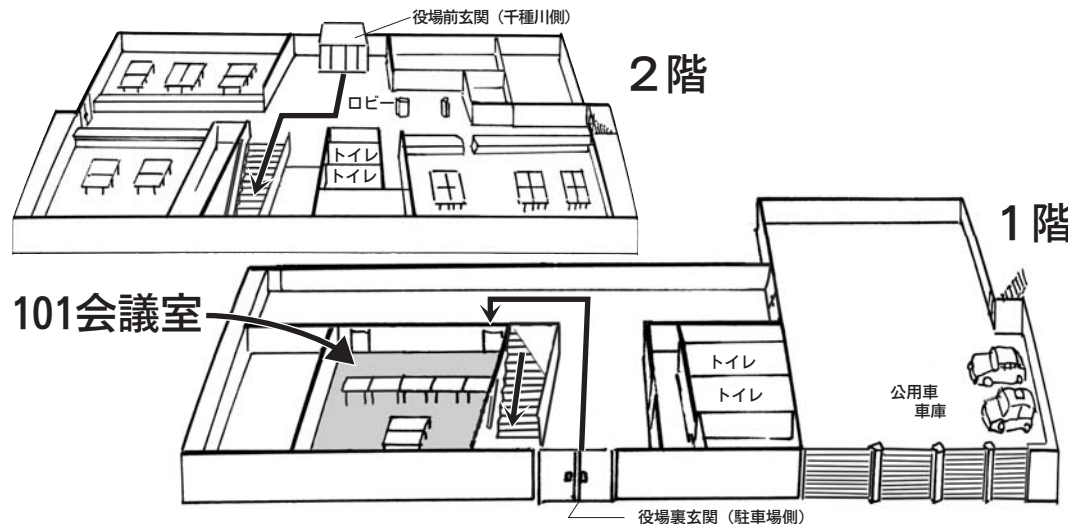 役場前玄関（千種川側）
2階
ロビー
トイレ
トイレ
1階
101会議室
トイレ
トイレ
公用車
車庫
役場裏玄関（駐車場側）